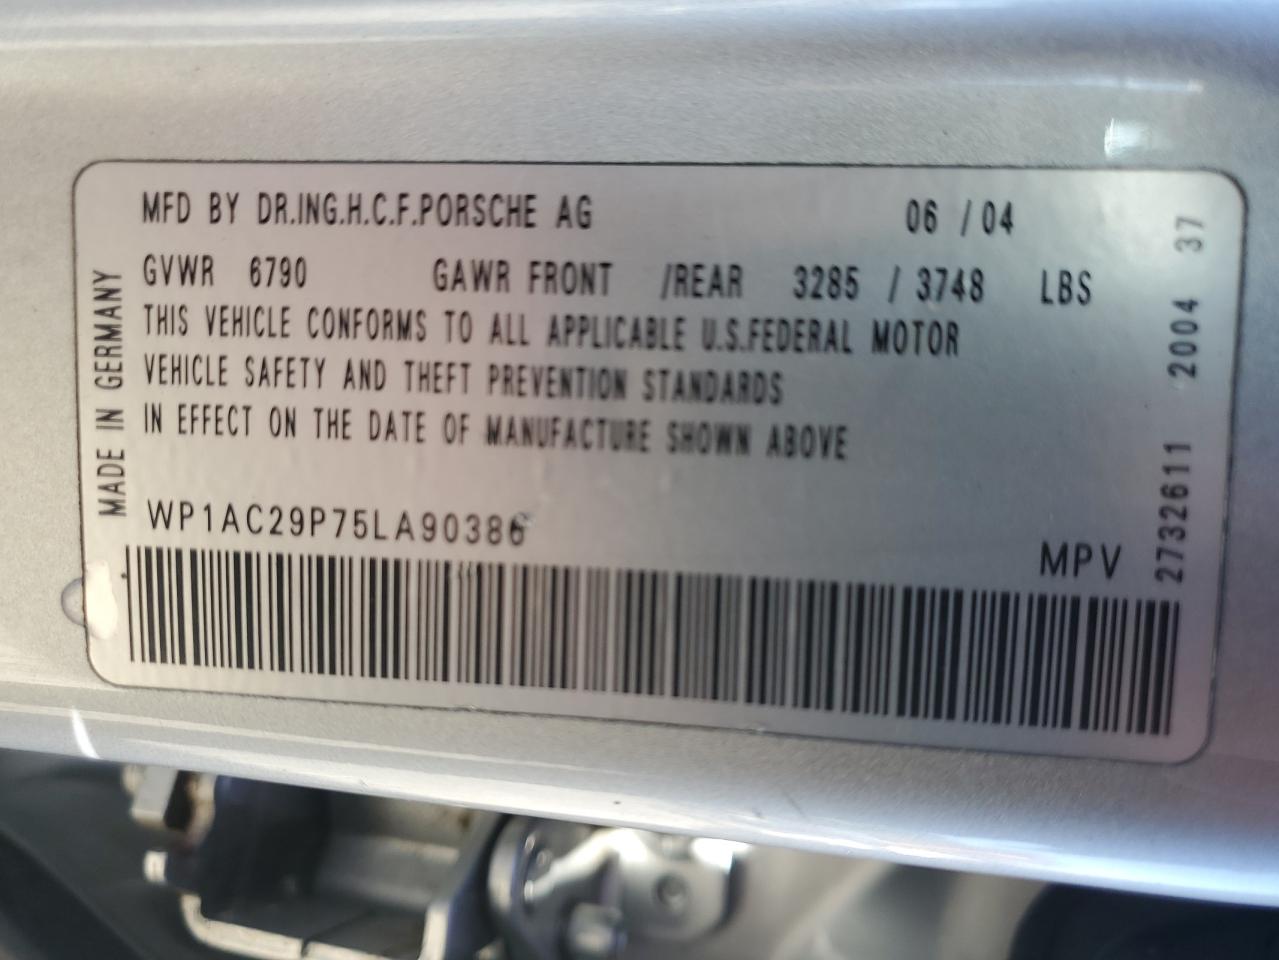 MFD BY DR.ING.H.C.F.PORSCHE AG 06 / 04
GVWR 6790 GAWR FRONT /REAR 3285 / 3748 LBS
THIS VEHICLE CONFORMS TO ALL APPLICABLE U.S.FEDERAL MOTOR
VEHICLE SAFETY AND THEFT PREVENTION STANDARDS
IN EFFECT ON THE DATE OF MANUFACTURE SHOWN ABOVE
WP1AC29P75LA90386
MPV
MADE IN GERMANY
2732611 2004 37